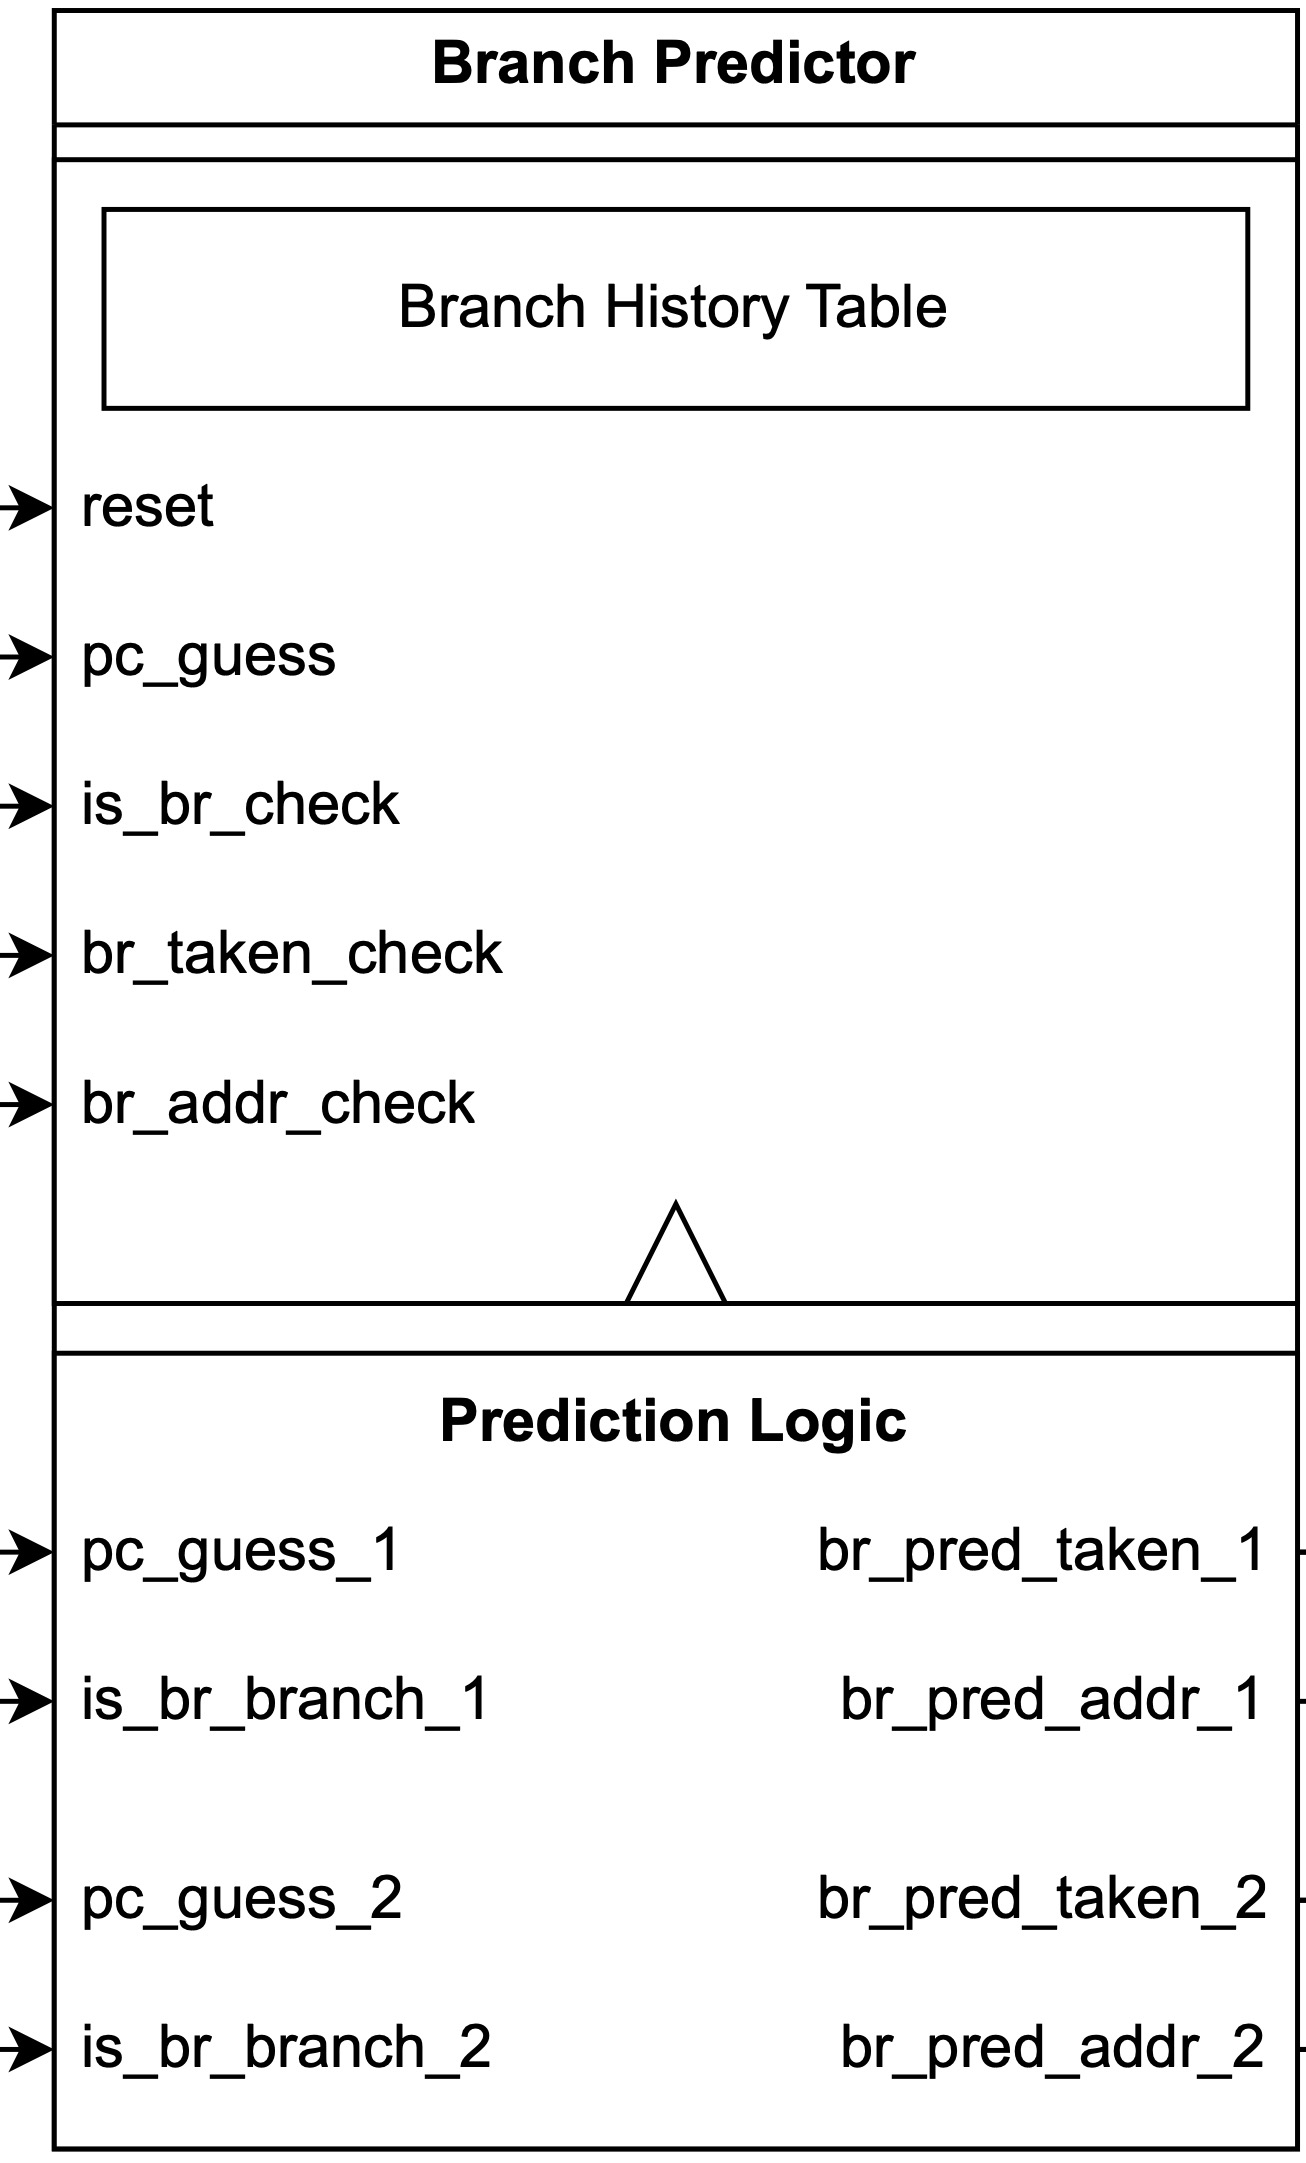 Branch Predictor
Branch History Table
reset
pc_guess
is_br_check
br_taken_check
br_addr_check
Prediction Logic
pc_guess_1 br_pred_taken_1
is_br_branch_1 br_pred_addr_1
pc_guess_2 br_pred_taken_2
is_br_branch_2 br_pred_addr_2